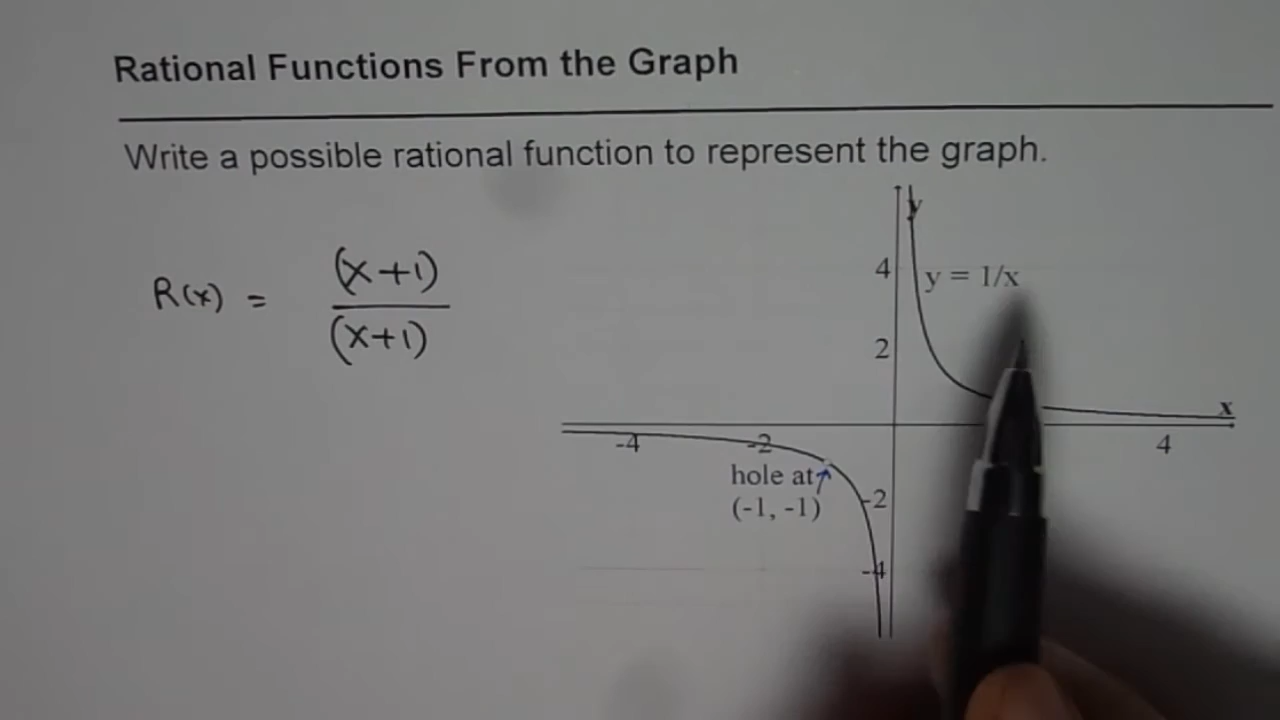 Rational Functions From the Graph
Write a possible rational function to represent the graph.
R(x) = (x+1)
(x+1)
y
4
y = 1/x
2
x
-4
-2
4
hole at
(-1, -1)
-2
-4